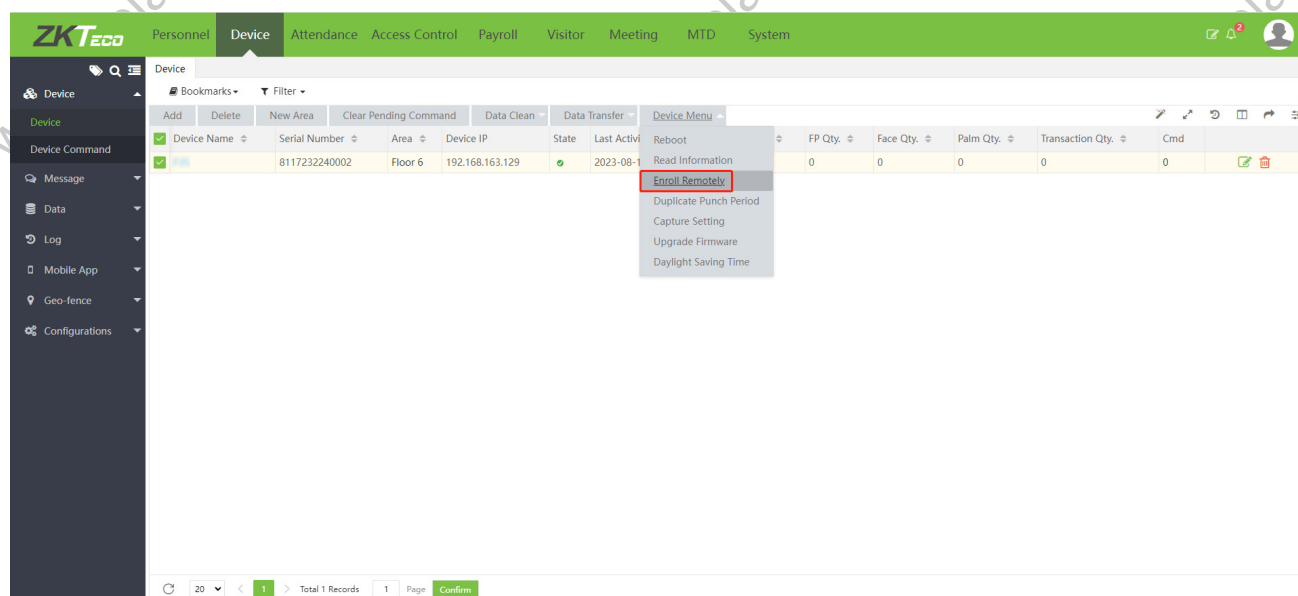 ZKTeco Personnel Device Attendance Access Control Payroll Visitor Meeting MTD System 2
Device
Device
Bookmarks Filter
Add Delete New Area Clear Pending Command Data Clean Data Transfer Device Menu
Device
Device Name Serial Number Area Device IP State Last Activi FP Qty. Face Qty. Palm Qty. Transaction Qty. Cmd
Reboot
Device Command
8117232240002 Floor 6 192.168.163.129 2023-08-1 0 0 0 0 0
Read Information
Message
Enroll Remotely
Duplicate Punch Period
Data
Capture Setting
Log
Upgrade Firmware
Daylight Saving Time
Mobile App
Geo-fence
Configurations
20 < 1 > Total 1 Records 1 Page Confirm